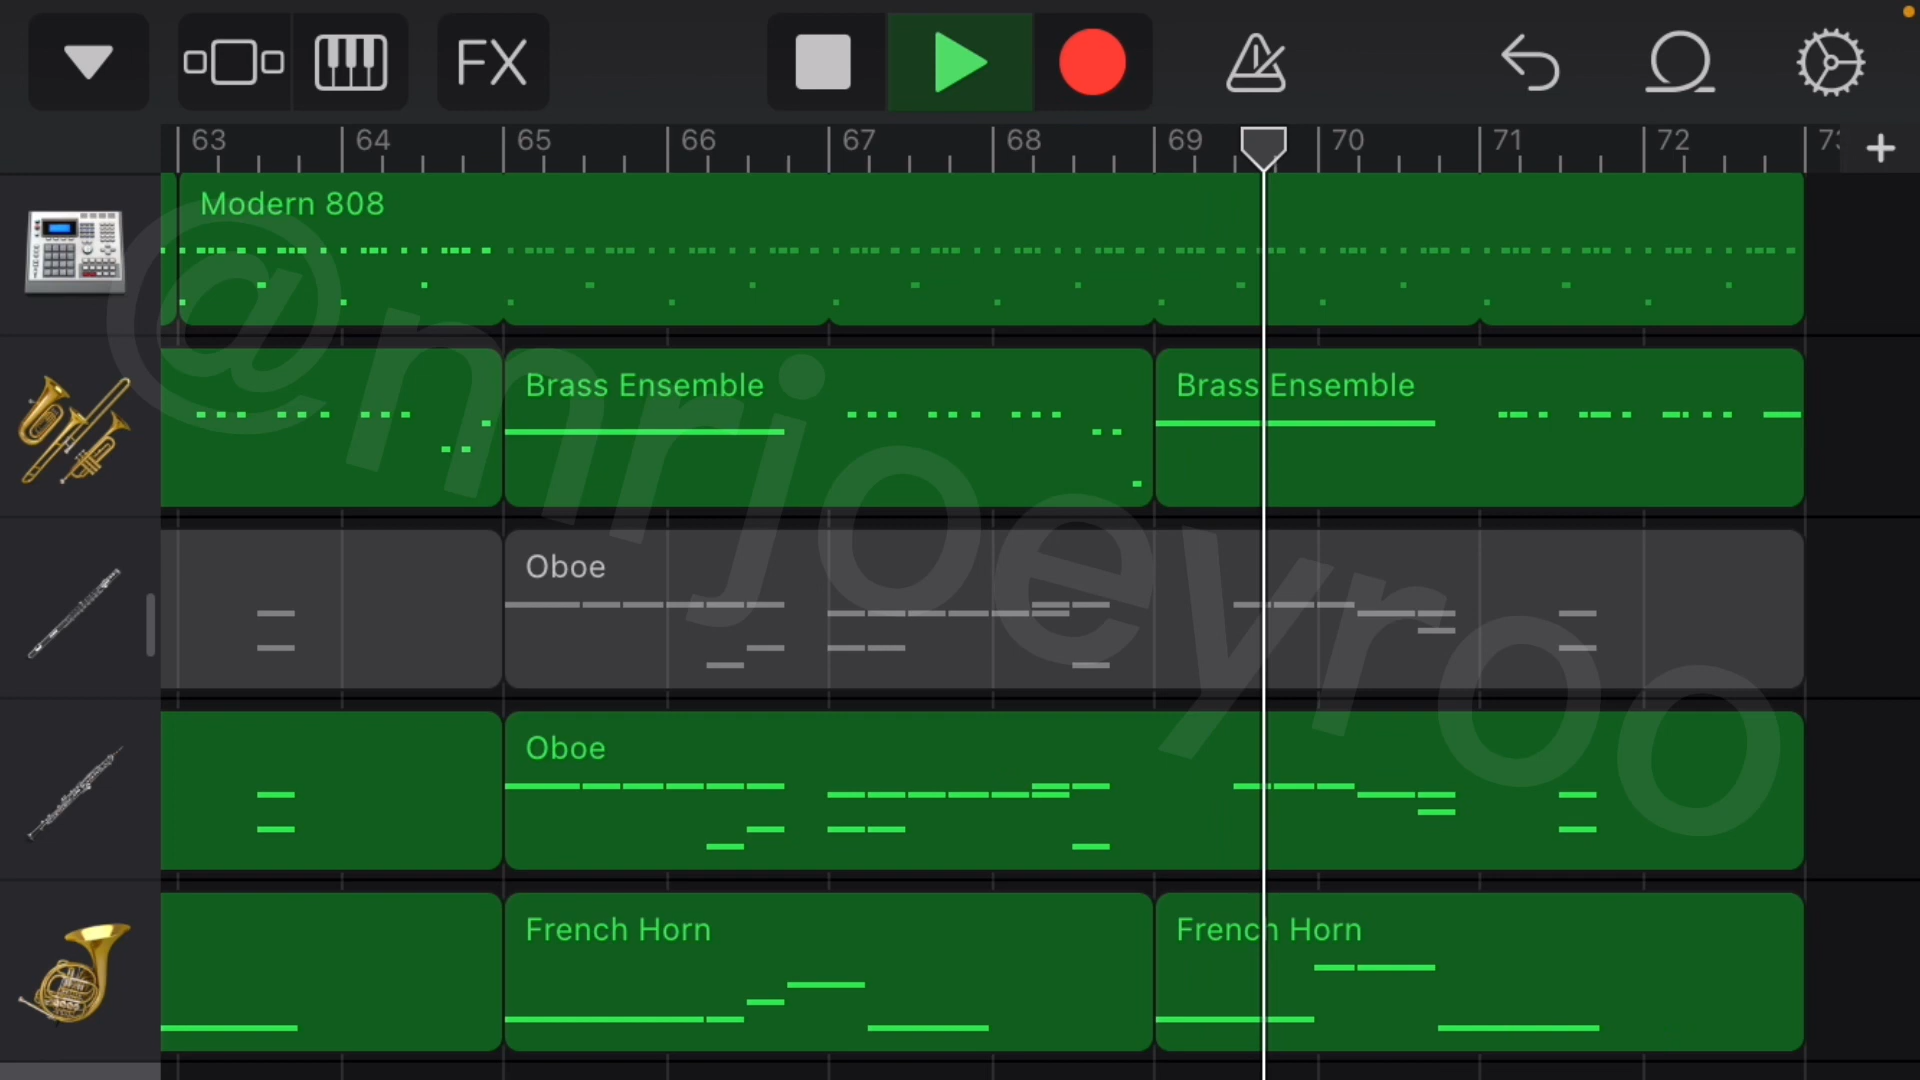 FX
63 64 65 66 67 68 69 70 71 72
Modern 808
Brass Ensemble Brass Ensemble
Oboe
Oboe
French Horn French Horn
@mrjoeyroo